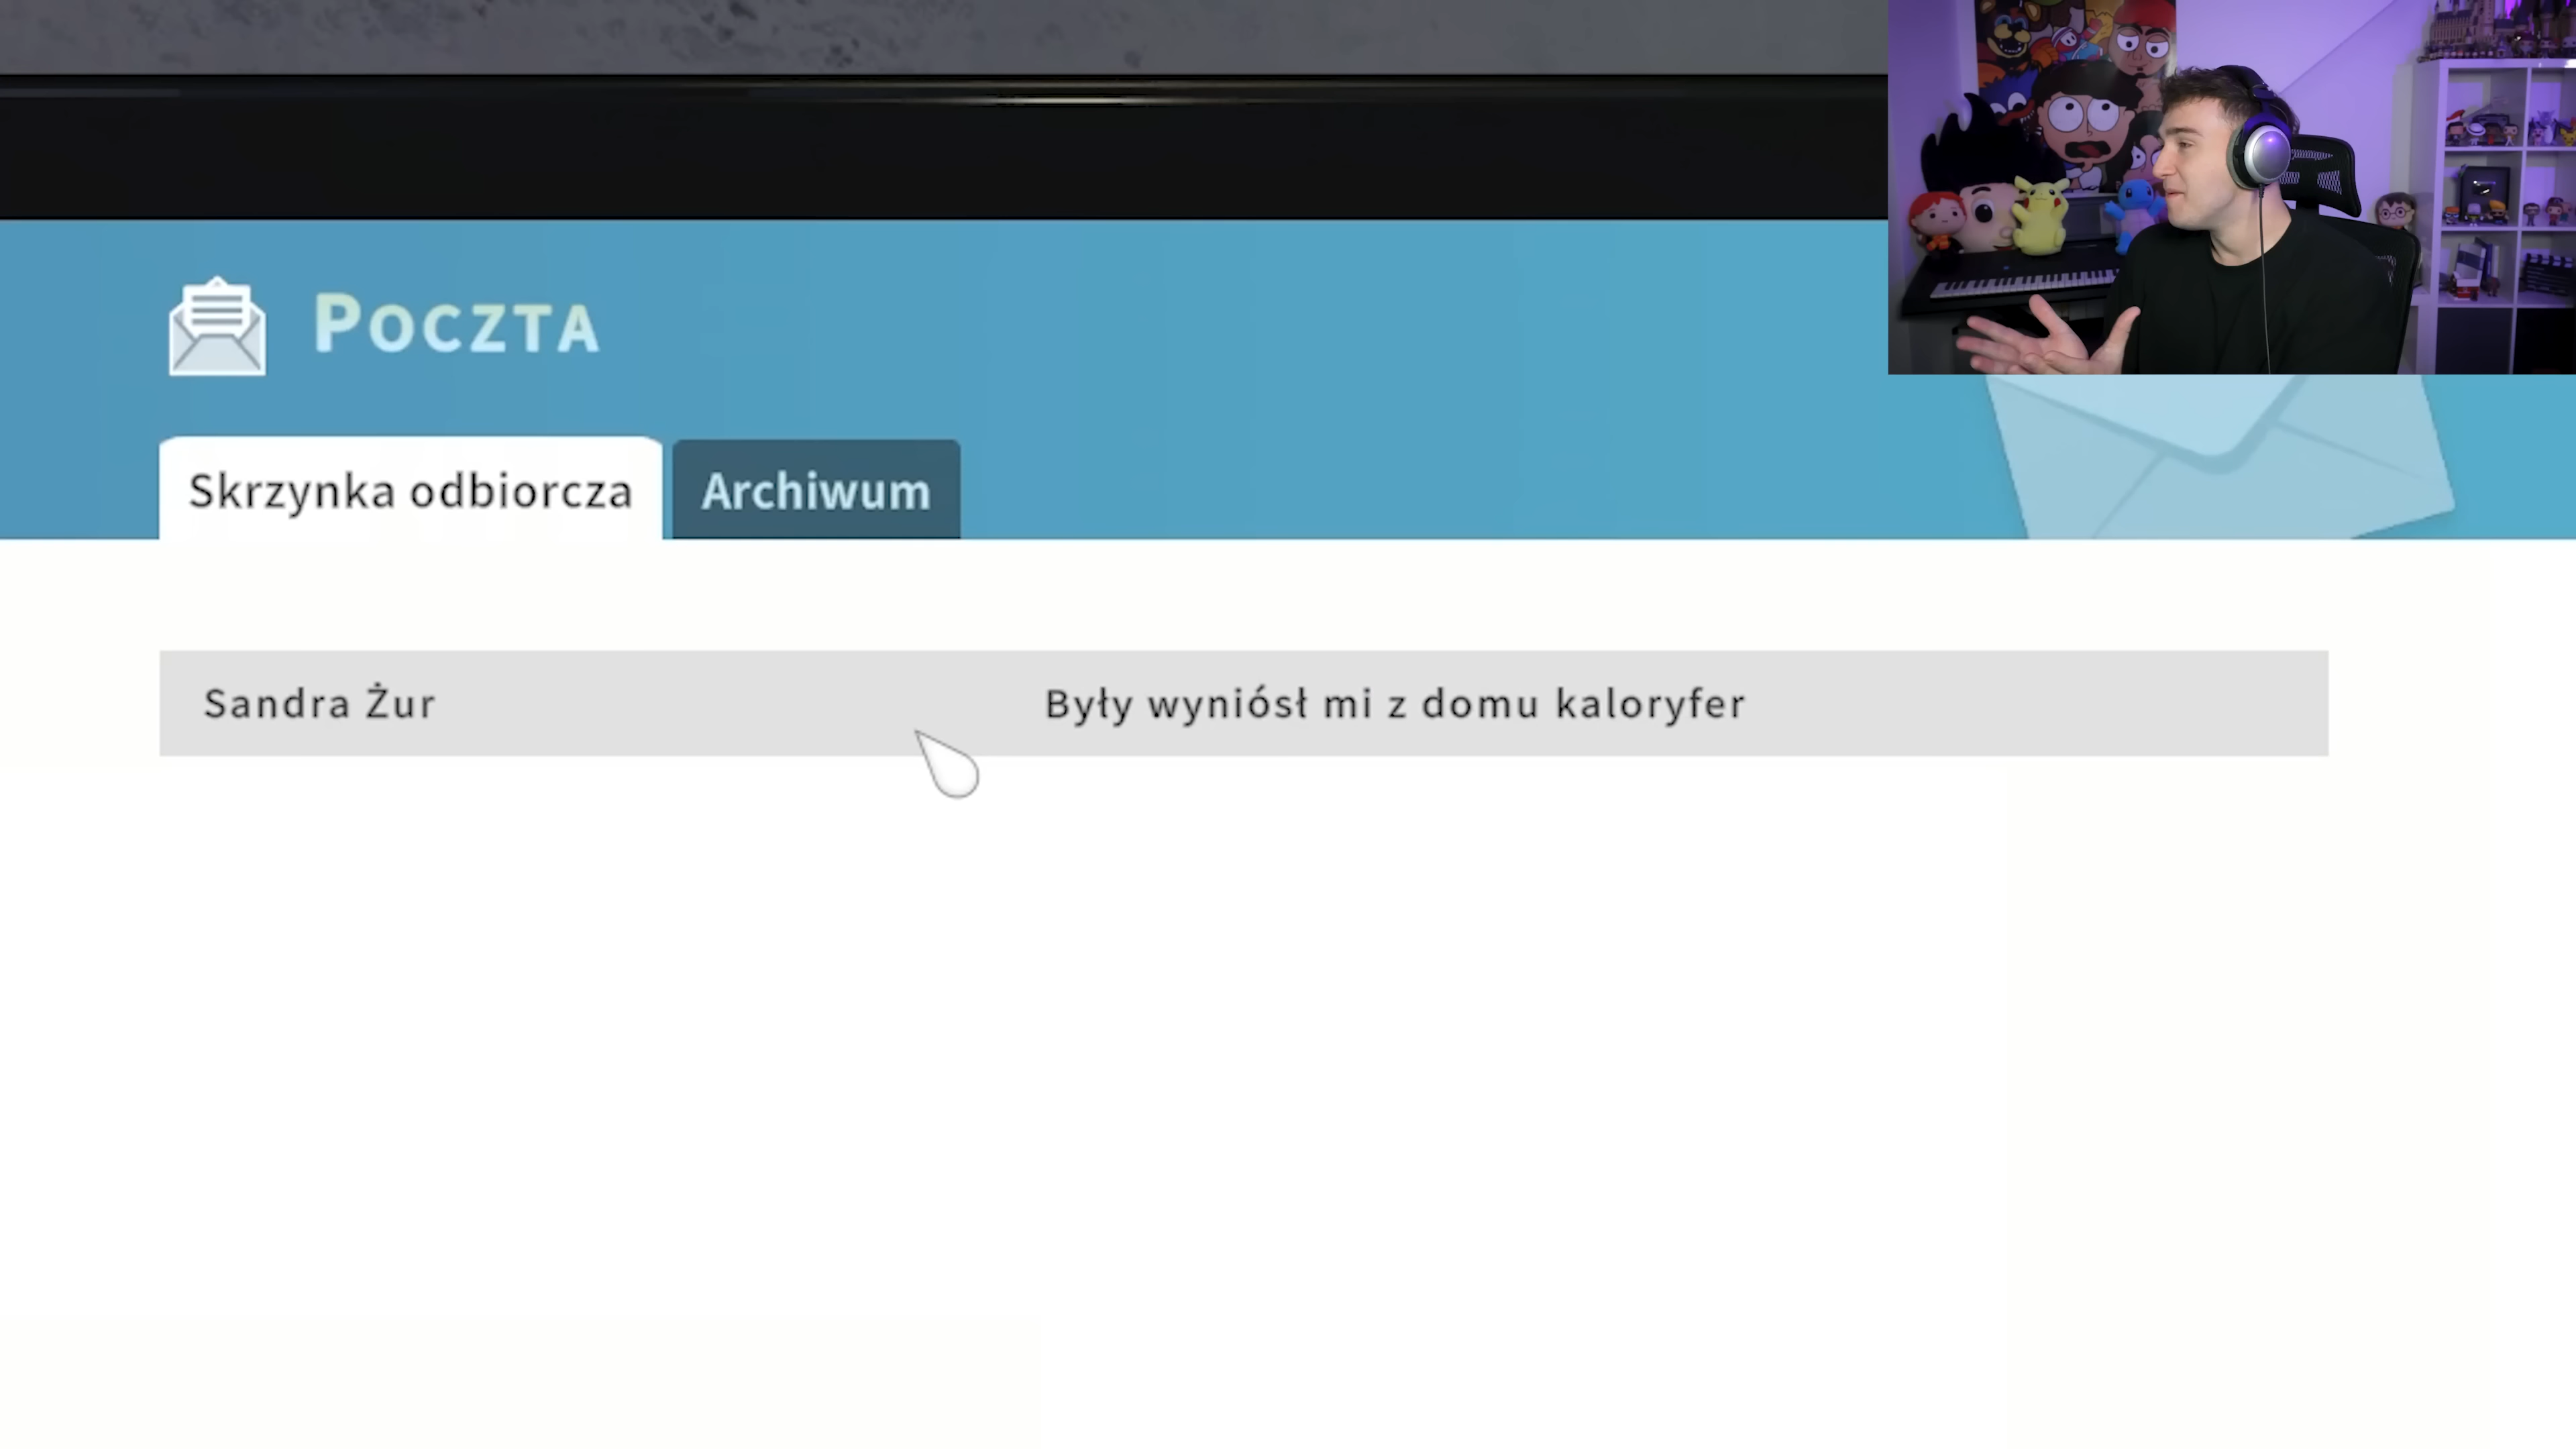 Poczta
Skrzynka odbiorcza
Archiwum
Sandra Żur
Były wyniósł mi z domu kaloryfer